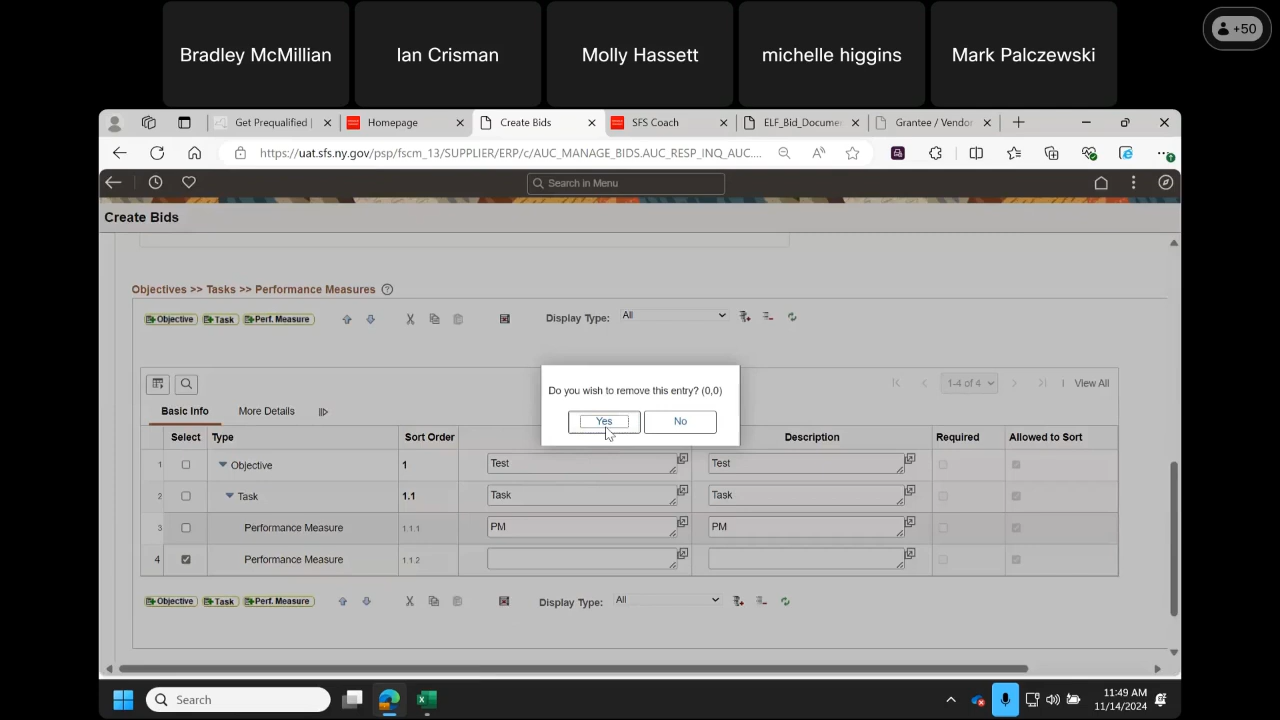 Bradley McMillian
Ian Crisman
Molly Hassett
michelle higgins
Mark Palczewski
+50
Get Prequalified |
Homepage
Create Bids
SFS Coach
ELF_Bid_Docume
Grantee / Vendor
https://uat.sfs.ny.gov/psp/fscm_13/SUPPLIER/ERP/c/AUC_MANAGE_BIDS.AUC_RESP_INQ_AUC....
Search in Menu
Create Bids
Objectives >> Tasks >> Performance Measures
Objective Task Perf. Measure Display Type: All
Do you wish to remove this entry? (0,0)
Yes No
1-4 of 4 View All
Basic Info More Details
Select Type Sort Order Description Required Allowed to Sort
1 Objective 1 Test Test
2 Task 1.1 Task Task
3 Performance Measure 1.1.1 PM PM
4 Performance Measure 1.1.2
Objective Task Perf. Measure Display Type: All
Search
11:49 AM
11/14/2024